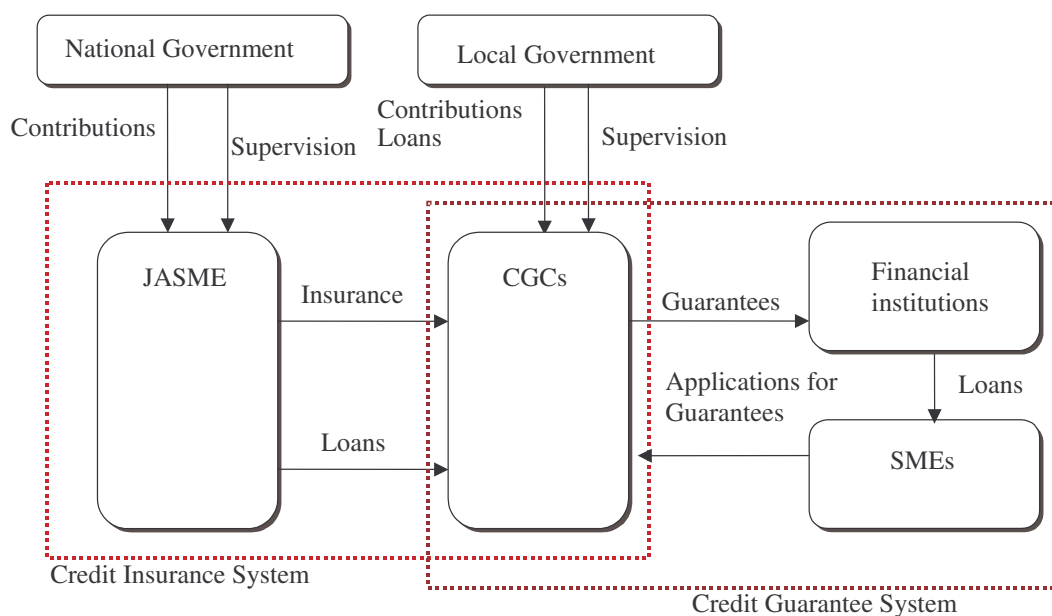 National Government
Local Government
Contributions
Supervision
Contributions
Loans
Supervision
JASME
Insurance
CGCs
Guarantees
Financial
institutions
Applications for
Guarantees
Loans
Loans
SMEs
Credit Insurance System
Credit Guarantee System